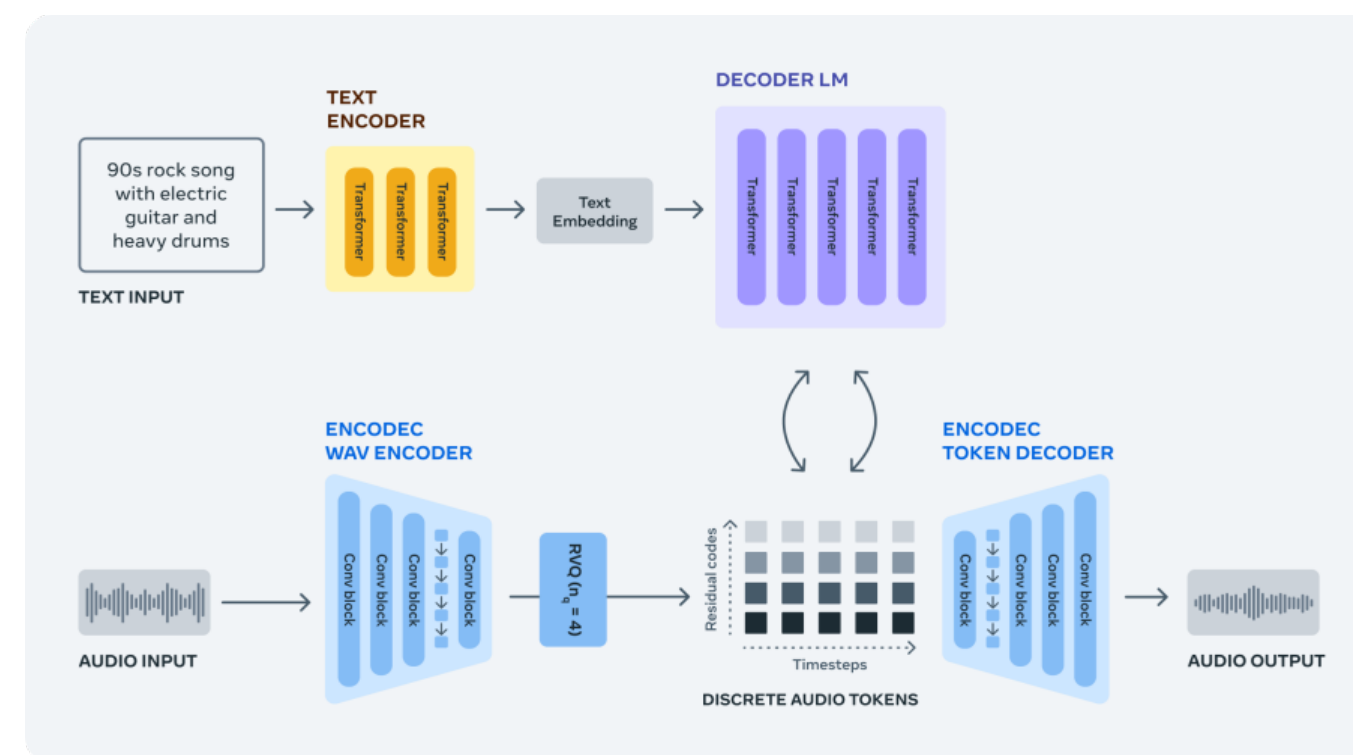 DECODER LM
TEXT
ENCODER
90s rock song
with electric
guitar and
heavy drums
TEXT INPUT
Transformer
Transformer
Transformer
Text
Embedding
Transformer
Transformer
Transformer
Transformer
Transformer
ENCODEC
WAV ENCODER
ENCODEC
TOKEN DECODER
AUDIO INPUT
Conv block
Conv block
Conv block
Conv block
RVQ (n_q = 4)
Residual codes
Timesteps
DISCRETE AUDIO TOKENS
Conv block
Conv block
Conv block
Conv block
AUDIO OUTPUT